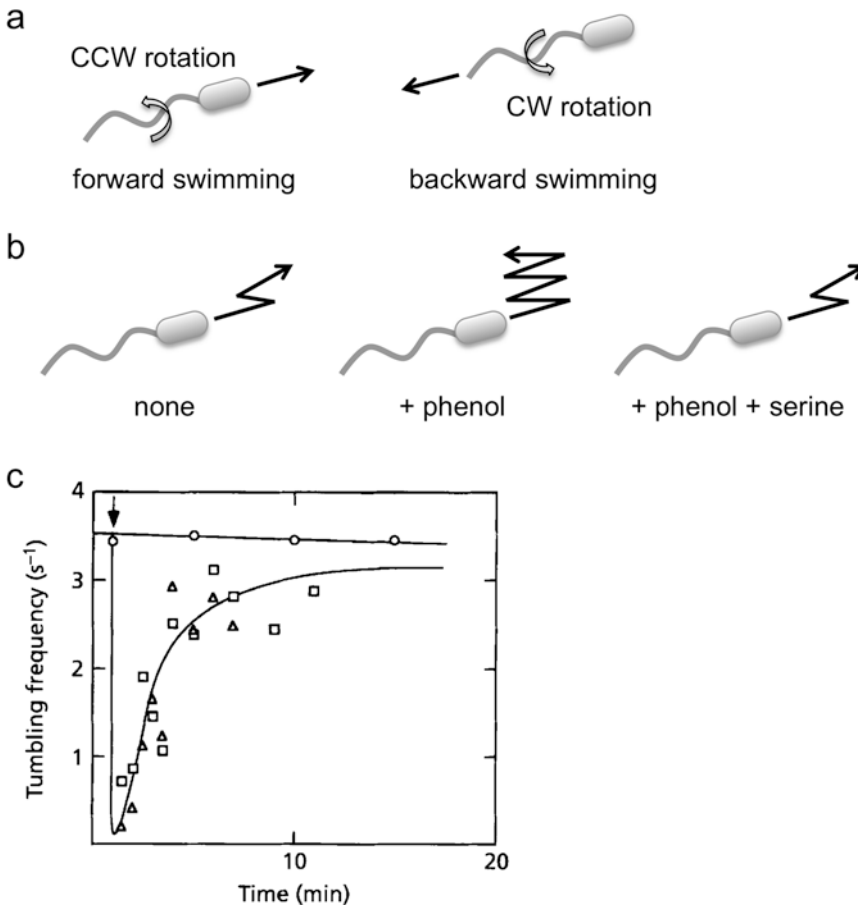 a
CCW rotation
CW rotation
forward swimming
backward swimming
b
none
+ phenol
+ phenol + serine
c
4
3
2
1
10
20
Tumbling frequency (s⁻¹)
Time (min)